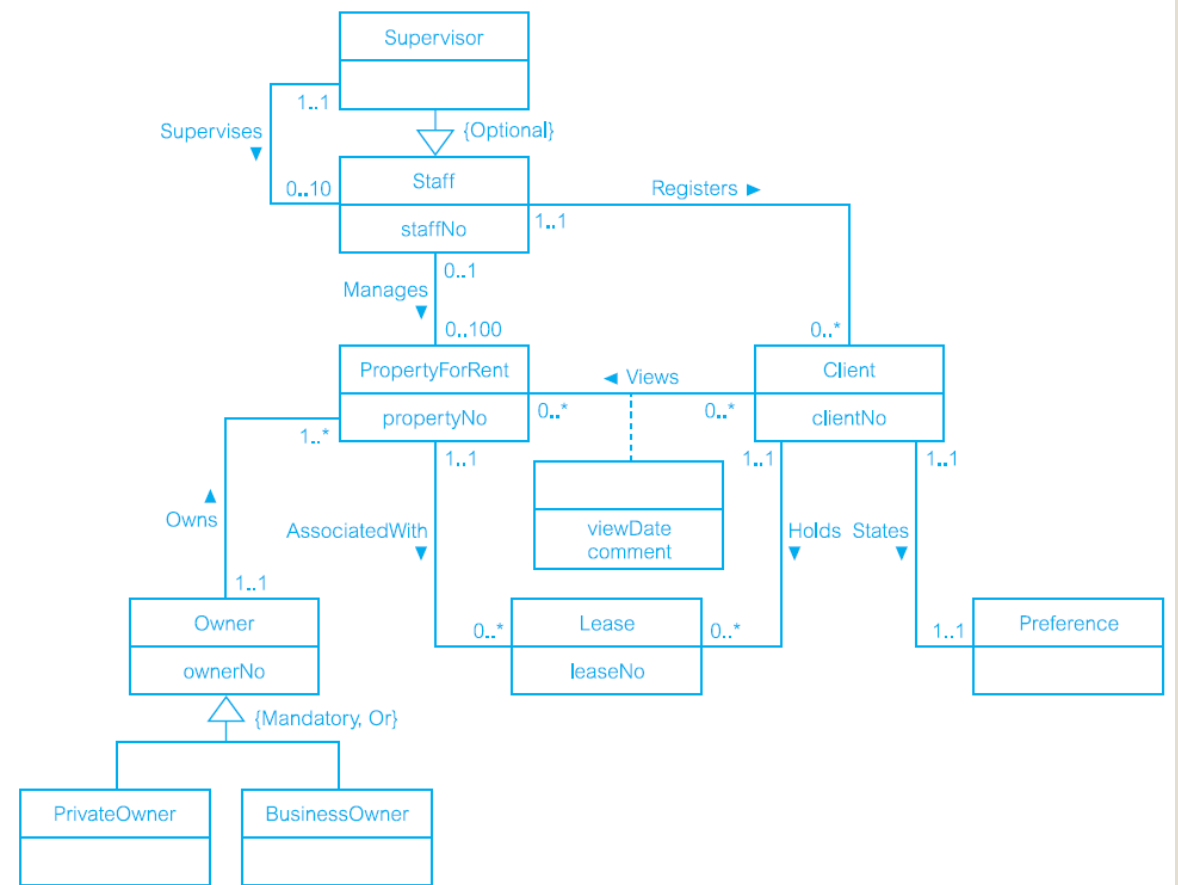 Supervisor
1..1
Supervises
▼
{Optional}
0..10
Staff
Registers ►
staffNo
1..1
0..1
Manages
▼
0..100
0..*
PropertyForRent
◄ Views
Client
propertyNo
0..*
0..*
clientNo
1..*
1..1
1..1
1..1
▲
Owns
AssociatedWith
▼
viewDate
comment
Holds
▼
States
▼
1..1
Owner
0..*
Lease
0..*
1..1
Preference
ownerNo
leaseNo
{Mandatory, Or}
PrivateOwner
BusinessOwner